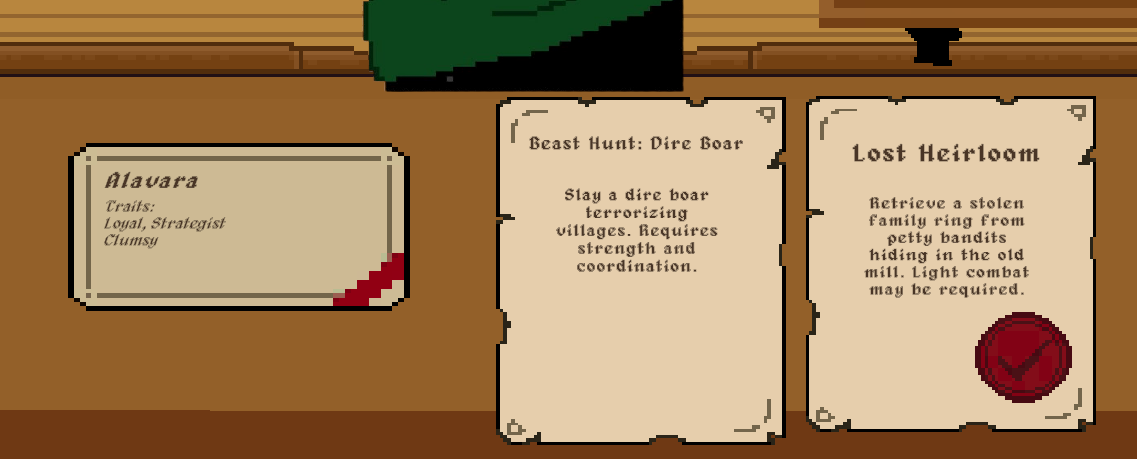 Alavara
Traits:
Loyal, Strategist
Clumsy
Beast Hunt: Dire Boar
Slay a dire boar
terrorizing
villages. Requires
strength and
coordination.
Lost Heirloom
Retrieve a stolen
family ring from
petty bandits
hiding in the old
mill. Light combat
may be required.